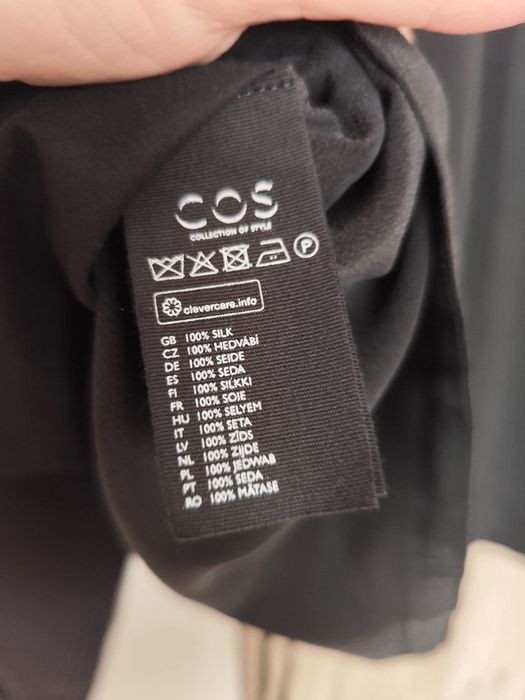 COS
COLLECTION OF STYLE
P
clevercare.info
GB 100% SILK
CZ 100% HEDVÁBÍ
DE 100% SEIDE
ES 100% SEDA
FI 100% SILKKI
FR 100% SOIE
HU 100% SELYEM
IT 100% SETA
LV 100% ZĪDS
NL 100% ZIJDE
PL 100% JEDWAB
PT 100% SEDA
RO 100% MĂTASE